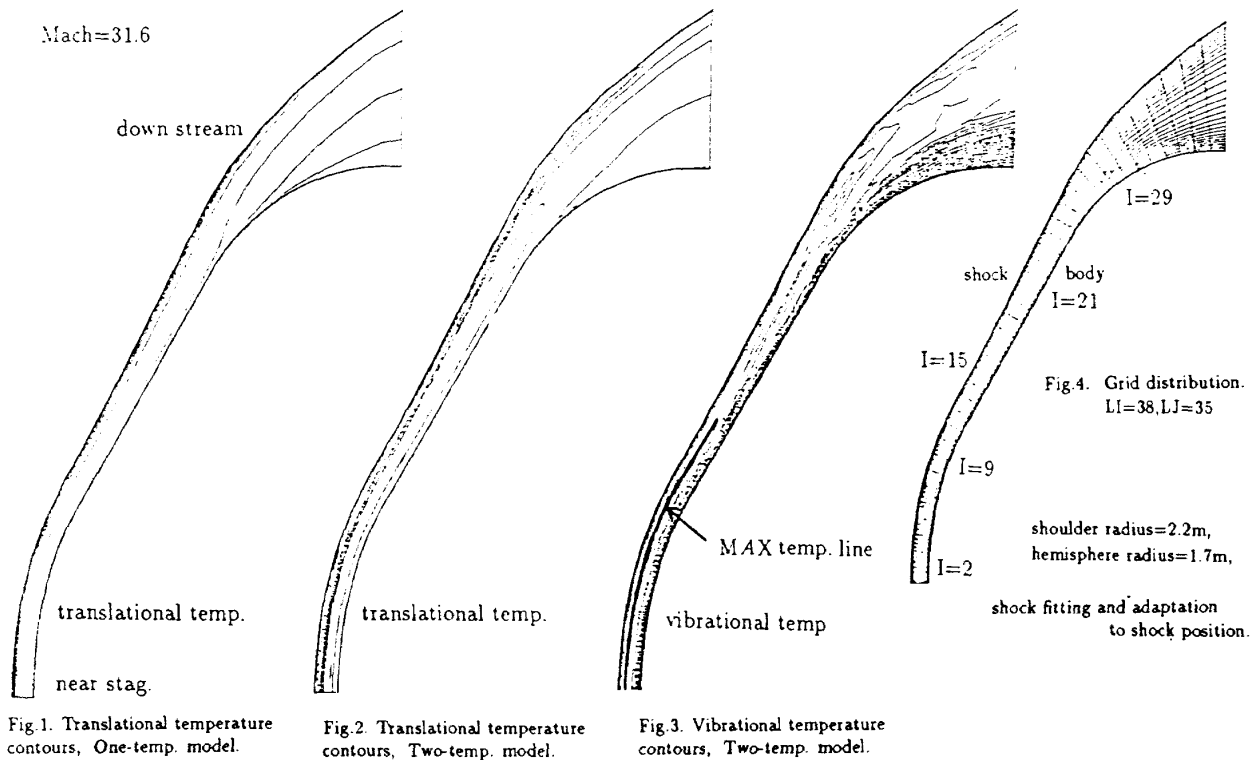 Mach=31.6
down stream
translational temp.
near stag.
Fig.1. Translational temperature
contours, One-temp. model.
translational temp.
Fig.2. Translational temperature
contours, Two-temp. model.
MAX temp. line
vibrational temp
Fig.3. Vibrational temperature
contours, Two-temp. model.
I=29
shock
body
I=21
I=15
I=9
I=2
Fig.4. Grid distribution.
LI=38,LJ=35
shoulder radius=2.2m,
hemisphere radius=1.7m,
shock fitting and adaptation
to shock position.